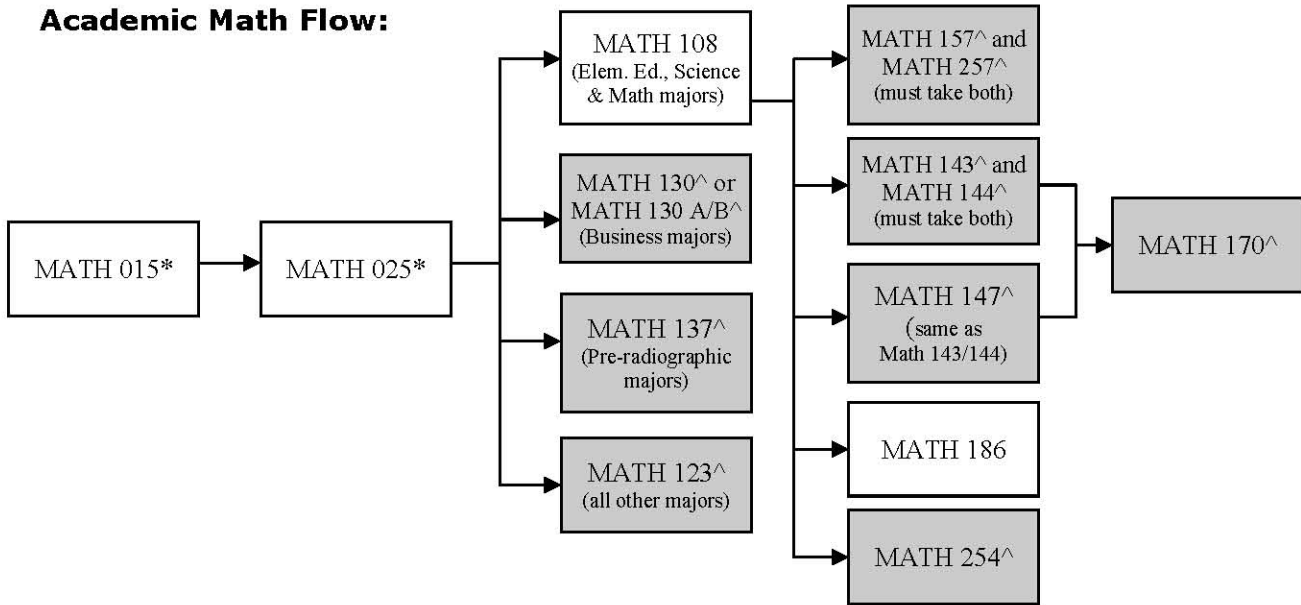 Academic Math Flow:
MATH 015*
MATH 025*
MATH 108
(Elem. Ed., Science
& Math majors)
MATH 130^ or
MATH 130 A/B^
(Business majors)
MATH 137^
(Pre-radiographic
majors)
MATH 123^
(all other majors)
MATH 157^ and
MATH 257^
(must take both)
MATH 143^ and
MATH 144^
(must take both)
MATH 147^
(same as
Math 143/144)
MATH 186
MATH 254^
MATH 170^